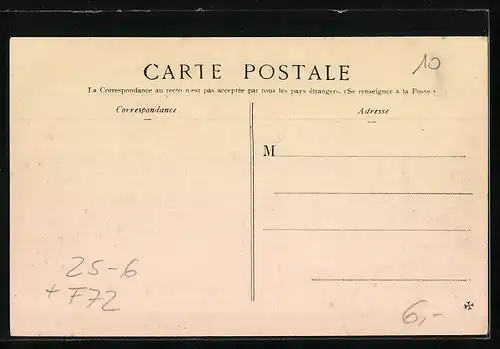 CARTE POSTALE
10
La Correspondance au recto n'est pas acceptée par tous les pays étrangers. (Se renseigner à la Poste.)
Correspondance
Adresse
M
25-6
+ F72
6,-